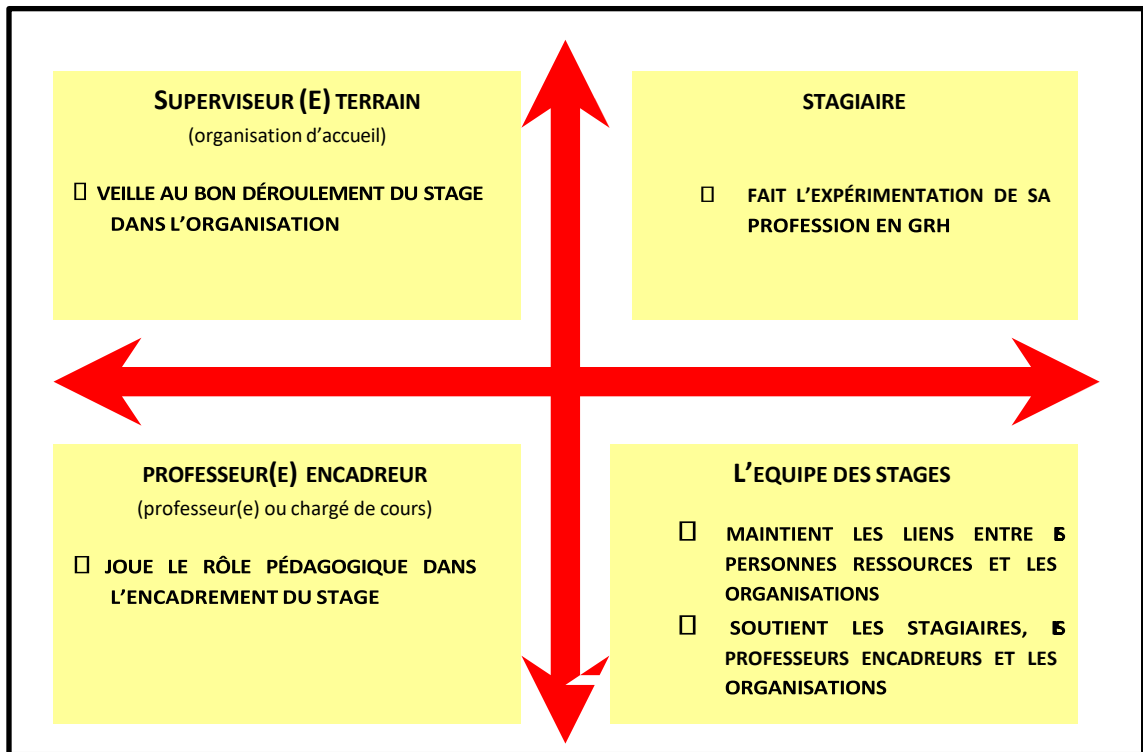 SUPERVISEUR (E) TERRAIN
(organisation d'accueil)
VEILLE AU BON DÉROULEMENT DU STAGE
DANS L'ORGANISATION
STAGIAIRE
FAIT L'EXPÉRIMENTATION DE SA
PROFESSION EN GRH
PROFESSEUR(E) ENCADREUR
(professeur(e) ou chargé de cours)
JOUE LE RÔLE PÉDAGOGIQUE DANS
L'ENCADREMENT DU STAGE
L'EQUIPE DES STAGES
MAINTIENT LES LIENS ENTRE
PERSONNES RESSOURCES ET LES
ORGANISATIONS
SOUTIENT LES STAGIAIRES,
PROFESSEURS ENCADREURS ET LES
ORGANISATIONS